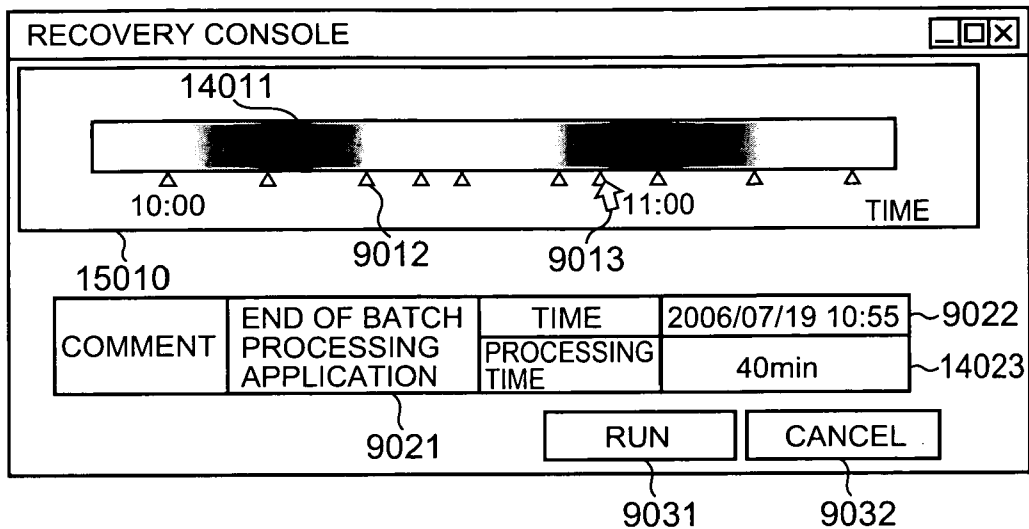 RECOVERY CONSOLE
14011
10:00
11:00
TIME
15010
9012
9013
COMMENT
END OF BATCH
PROCESSING
APPLICATION
TIME
2006/07/19 10:55
9022
PROCESSING
TIME
40min
14023
9021
RUN
CANCEL
9031
9032